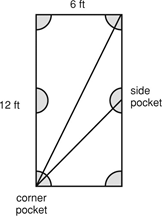 6 ft
12 ft
side
pocket
corner
pocket